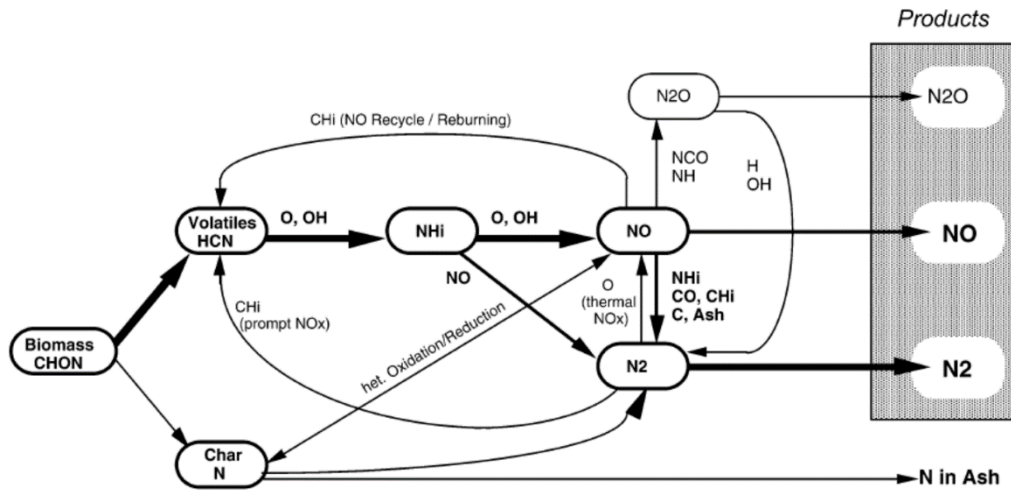 Products
N2O
N2O
CHi (NO Recycle / Reburning)
NCO
NH
H
OH
Volatiles
HCN
O, OH
NHi
O, OH
NO
NO
NO
NHi
CO, CHi
C, Ash
O
(thermal
NOx)
CHi
(prompt NOx)
het. Oxidation/Reduction
Biomass
CHON
N2
N2
Char
N
N in Ash